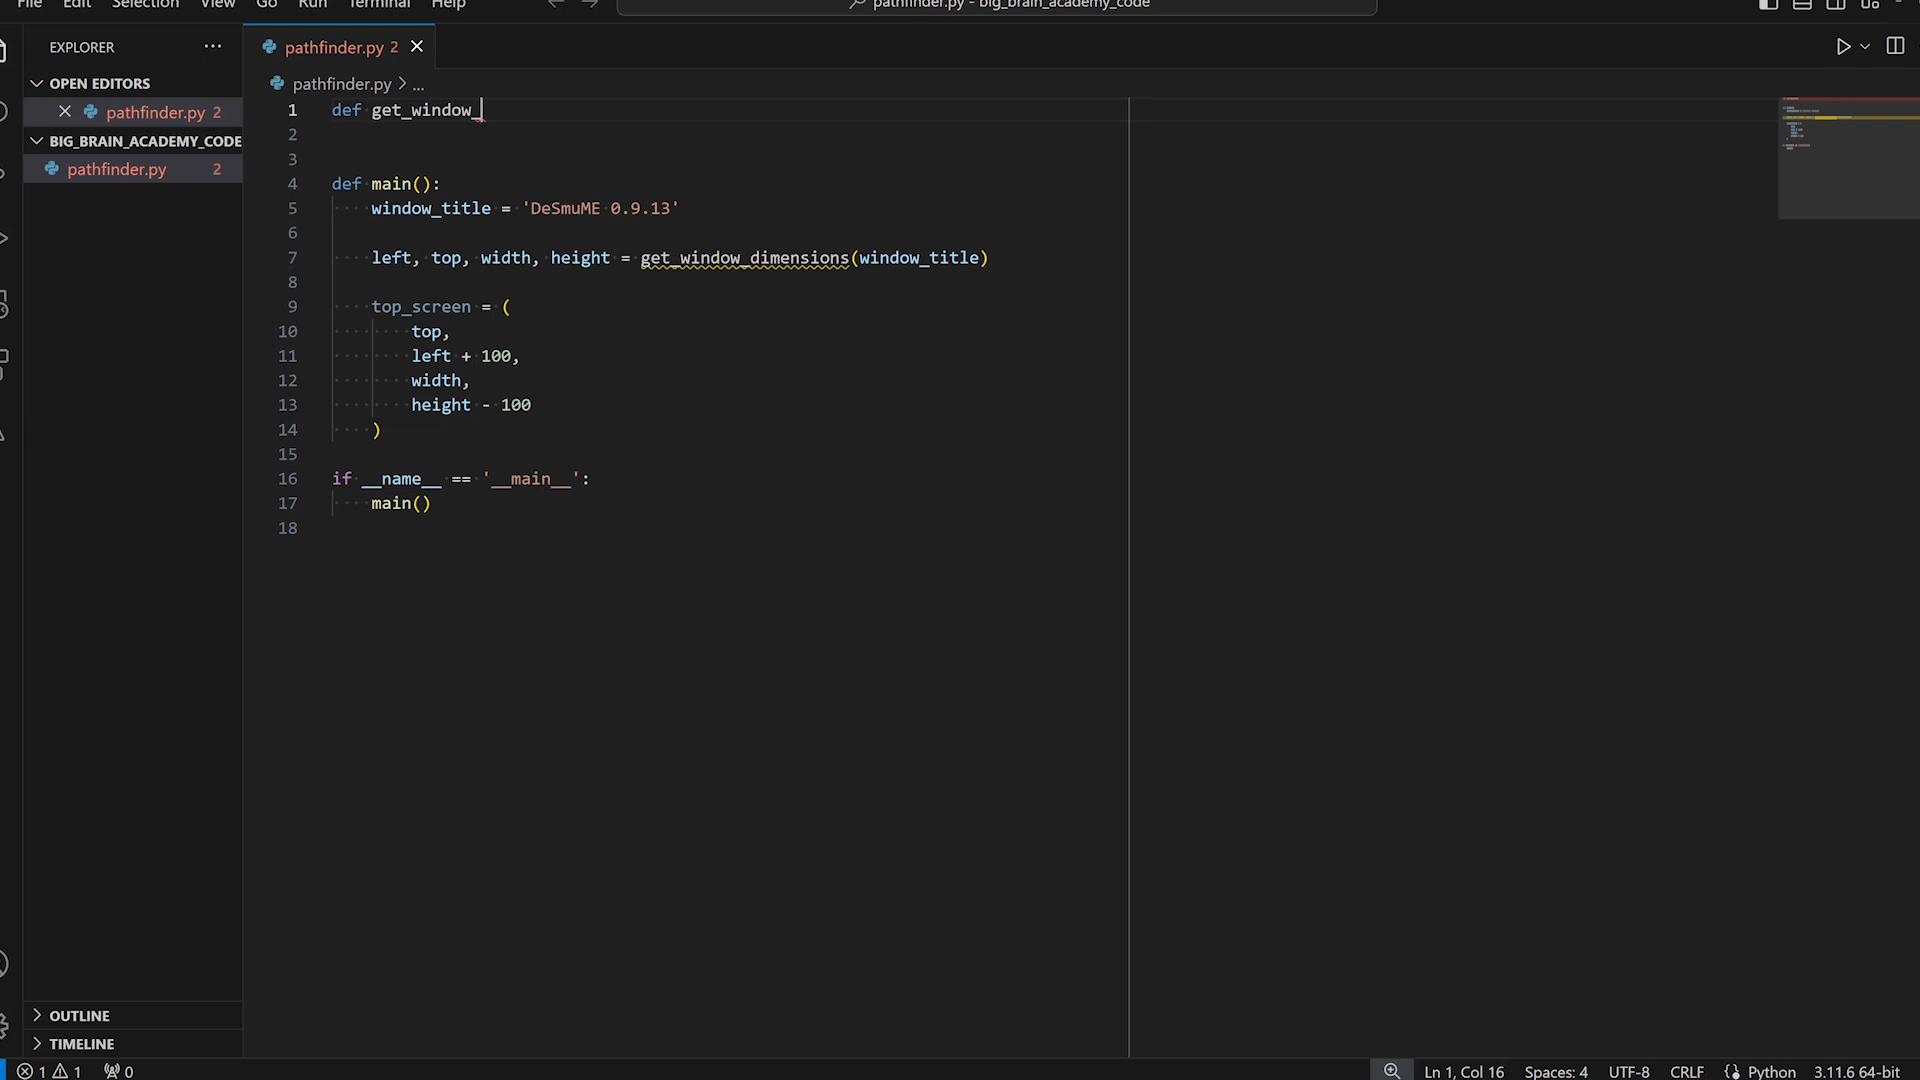 File Edit Selection View Go Run Terminal Help
pathfinder.py - big_brain_academy_code
EXPLORER
pathfinder.py 2
OPEN EDITORS
pathfinder.py > ...
pathfinder.py 2
BIG_BRAIN_ACADEMY_CODE
pathfinder.py 2
1 def get_window_
2
3
4 def main():
5 window_title = 'DeSmuME 0.9.13'
6
7 left, top, width, height = get_window_dimensions(window_title)
8
9 top_screen = (
10 top,
11 left + 100,
12 width,
13 height - 100
14 )
15
16 if __name__ == '__main__':
17 main()
18
OUTLINE
TIMELINE
1 1 0
Ln 1, Col 16 Spaces: 4 UTF-8 CRLF Python 3.11.6 64-bit